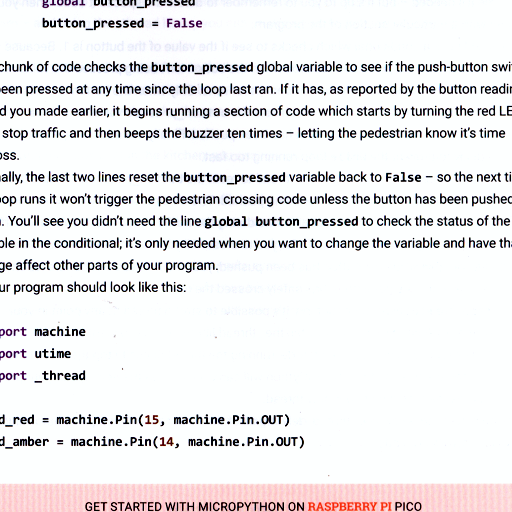 global button_pressed
button_pressed = False
chunk of code checks the button_pressed global variable to see if the push-button swi
een pressed at any time since the loop last ran. If it has, as reported by the button readin
d you made earlier, it begins running a section of code which starts by turning the red LE
stop traffic and then beeps the buzzer ten times – letting the pedestrian know it's time
oss.
ally, the last two lines reset the button_pressed variable back to False – so the next ti
oop runs it won't trigger the pedestrian crossing code unless the button has been pushed
. You'll see you didn't need the line global button_pressed to check the status of the
ble in the conditional; it's only needed when you want to change the variable and have tha
ge affect other parts of your program.
ur program should look like this:
port machine
port utime
port _thread
d_red = machine.Pin(15, machine.Pin.OUT)
d_amber = machine.Pin(14, machine.Pin.OUT)
GET STARTED WITH MICROPYTHON ON RASPBERRY PI PICO